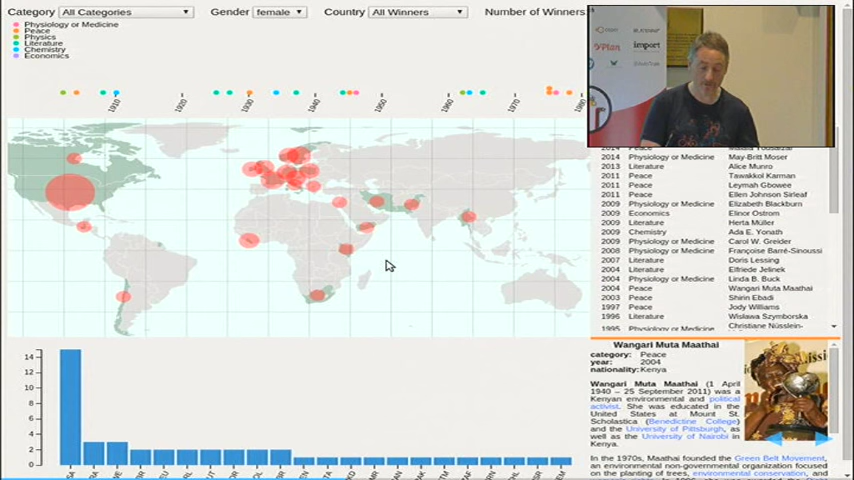 Category All Categories Gender female Country All Winners Number of Winners:
Physiology or Medicine
Peace
Physics
Literature
Chemistry
Economics
1910 1920 1930 1940 1950 1960 1970 1980
Plan import
2014 Physiology or Medicine May-Britt Moser
2013 Literature Alice Munro
2011 Peace Tawakkol Karman
2011 Peace Leymah Gbowee
2011 Peace Ellen Johnson Sirleaf
2009 Physiology or Medicine Elizabeth Blackburn
2009 Economics Elinor Ostrom
2009 Literature Herta Müller
2009 Chemistry Ada E. Yonath
2009 Physiology or Medicine Carol W. Greider
2008 Physiology or Medicine Françoise Barré-Sinoussi
2007 Literature Doris Lessing
2004 Literature Elfriede Jelinek
2004 Physiology or Medicine Linda B. Buck
2004 Peace Wangari Muta Maathai
2003 Peace Shirin Ebadi
1997 Peace Jody Williams
1996 Literature Wisława Szymborska
1995 Physiology or Medicine Christiane Nüsslein-
Wangari Muta Maathai
category: Peace
year: 2004
nationality: Kenya
Wangari Muta Maathai (1 April
1940 – 25 September 2011) was a
Kenyan environmental and political
activist. She was educated in the
United States at Mount St.
Scholastica (Benedictine College)
and the University of Pittsburgh, as
well as the University of Nairobi in
Kenya.
In the 1970s, Maathai founded the Green Belt Movement,
an environmental non-governmental organization focused
on the planting of trees, environmental conservation, and
14
12
10
8
6
4
2
0